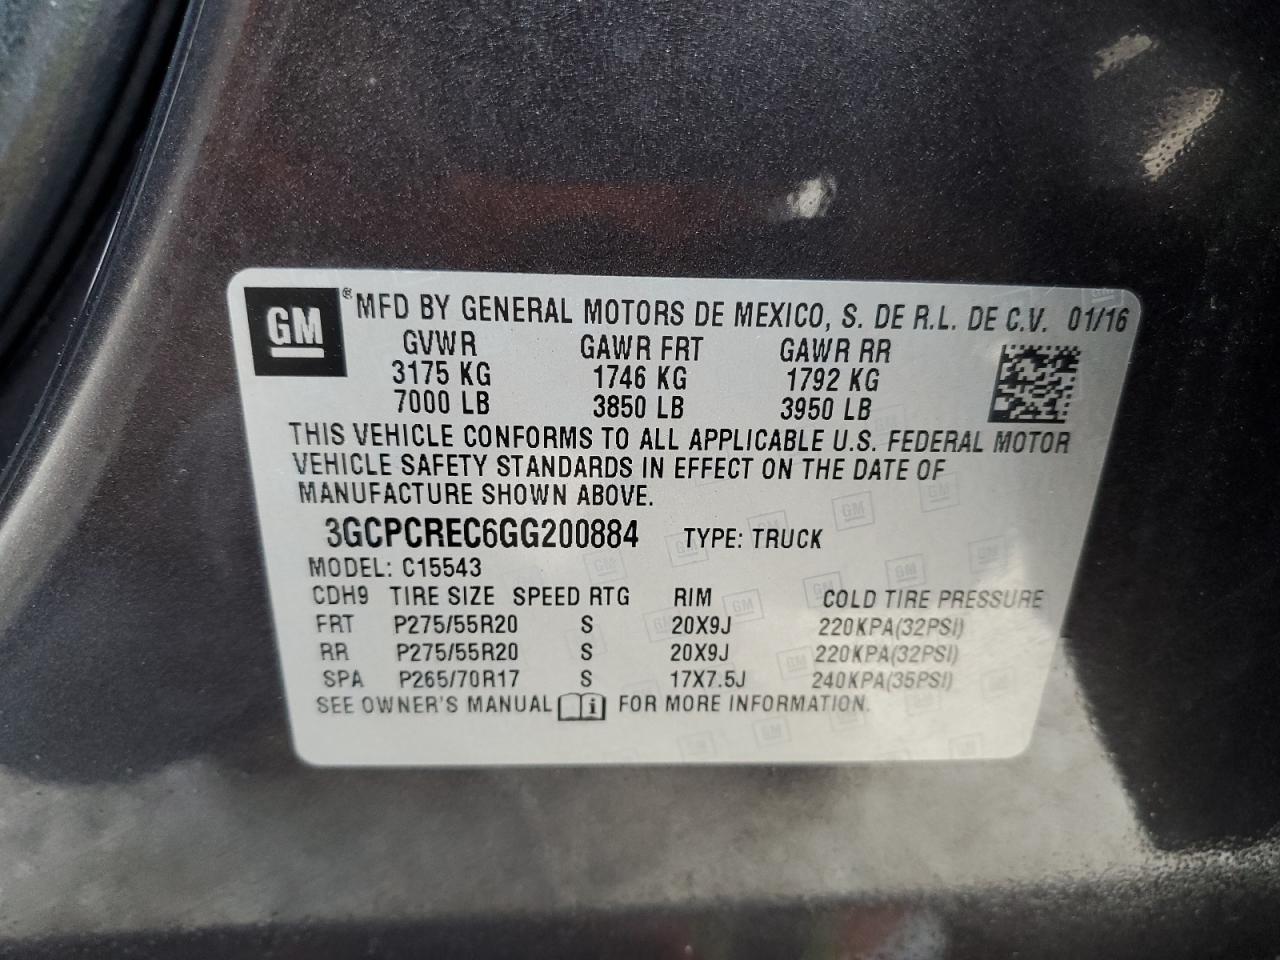 GM ® MFD BY GENERAL MOTORS DE MEXICO, S. DE R.L. DE C.V. 01/16
GVWR GAWR FRT GAWR RR
3175 KG 1746 KG 1792 KG
7000 LB 3850 LB 3950 LB
THIS VEHICLE CONFORMS TO ALL APPLICABLE U.S. FEDERAL MOTOR
VEHICLE SAFETY STANDARDS IN EFFECT ON THE DATE OF
MANUFACTURE SHOWN ABOVE.
3GCPCREC6GG200884 TYPE: TRUCK
MODEL: C15543
CDH9 TIRE SIZE SPEED RTG RIM COLD TIRE PRESSURE
FRT P275/55R20 S 20X9J 220KPA(32PSI)
RR P275/55R20 S 20X9J 220KPA(32PSI)
SPA P265/70R17 S 17X7.5J 240KPA(35PSI)
SEE OWNER'S MANUAL i FOR MORE INFORMATION.